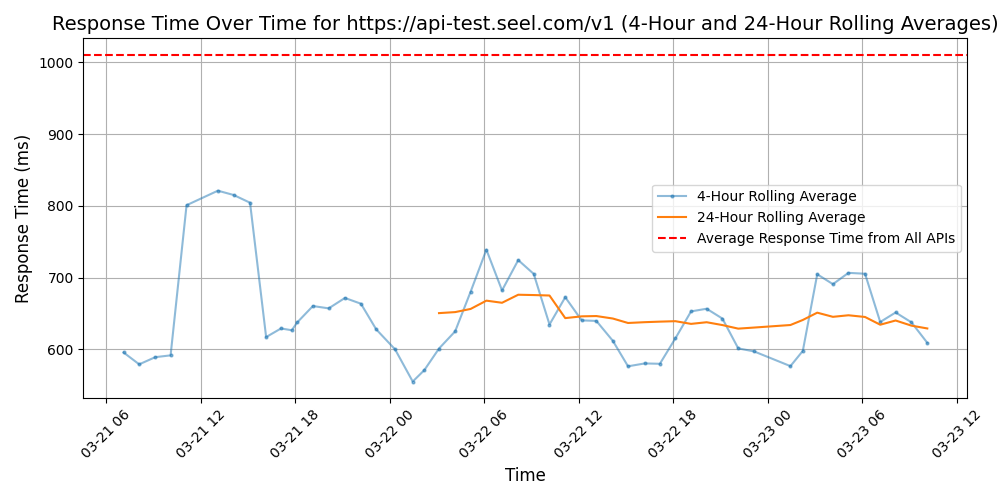 Response Time Over Time for https://api-test.seel.com/v1 (4-Hour and 24-Hour Rolling Averages)
Response Time (ms)
1000
900
800
700
600
4-Hour Rolling Average
24-Hour Rolling Average
Average Response Time from All APIs
03-21 06
03-21 12
03-21 18
03-22 00
03-22 06
03-22 12
03-22 18
03-23 00
03-23 06
03-23 12
Time